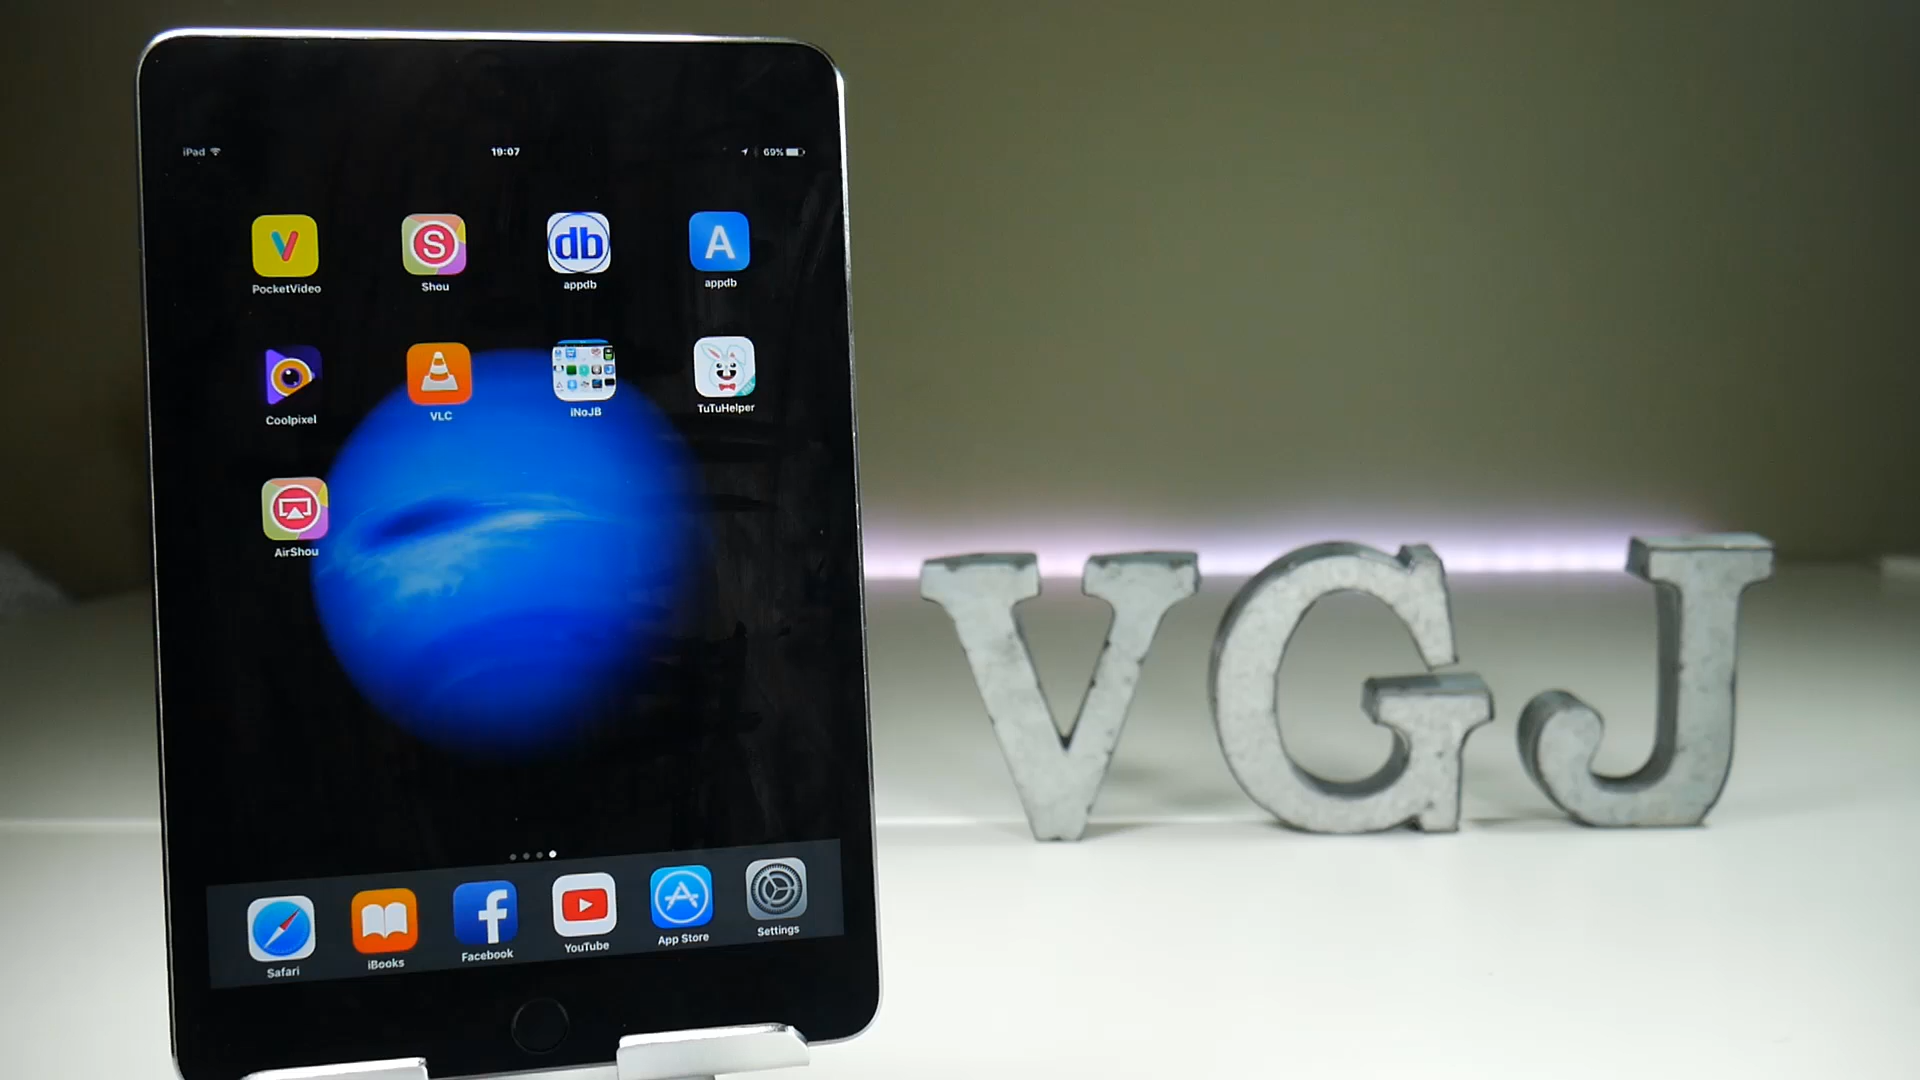 iPad 19:07 69%
V S db A
PocketVideo Shou appdb appdb
Coolpixel VLC iNoJB TuTuHelper
AirShou
VGJ
f
Safari iBooks Facebook YouTube App Store Settings